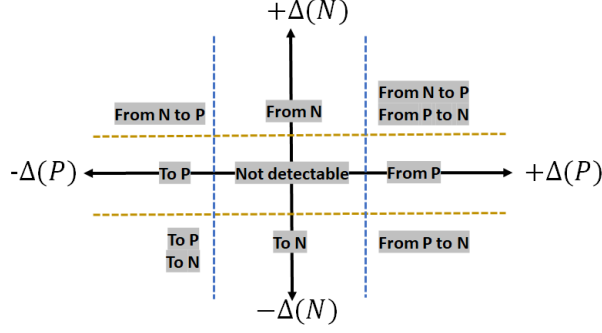 +Δ(N)
From N to P
From N
From N to P
From P to N
-Δ(P)
To P
Not detectable
From P
+Δ(P)
To P
To N
To N
From P to N
−Δ(N)